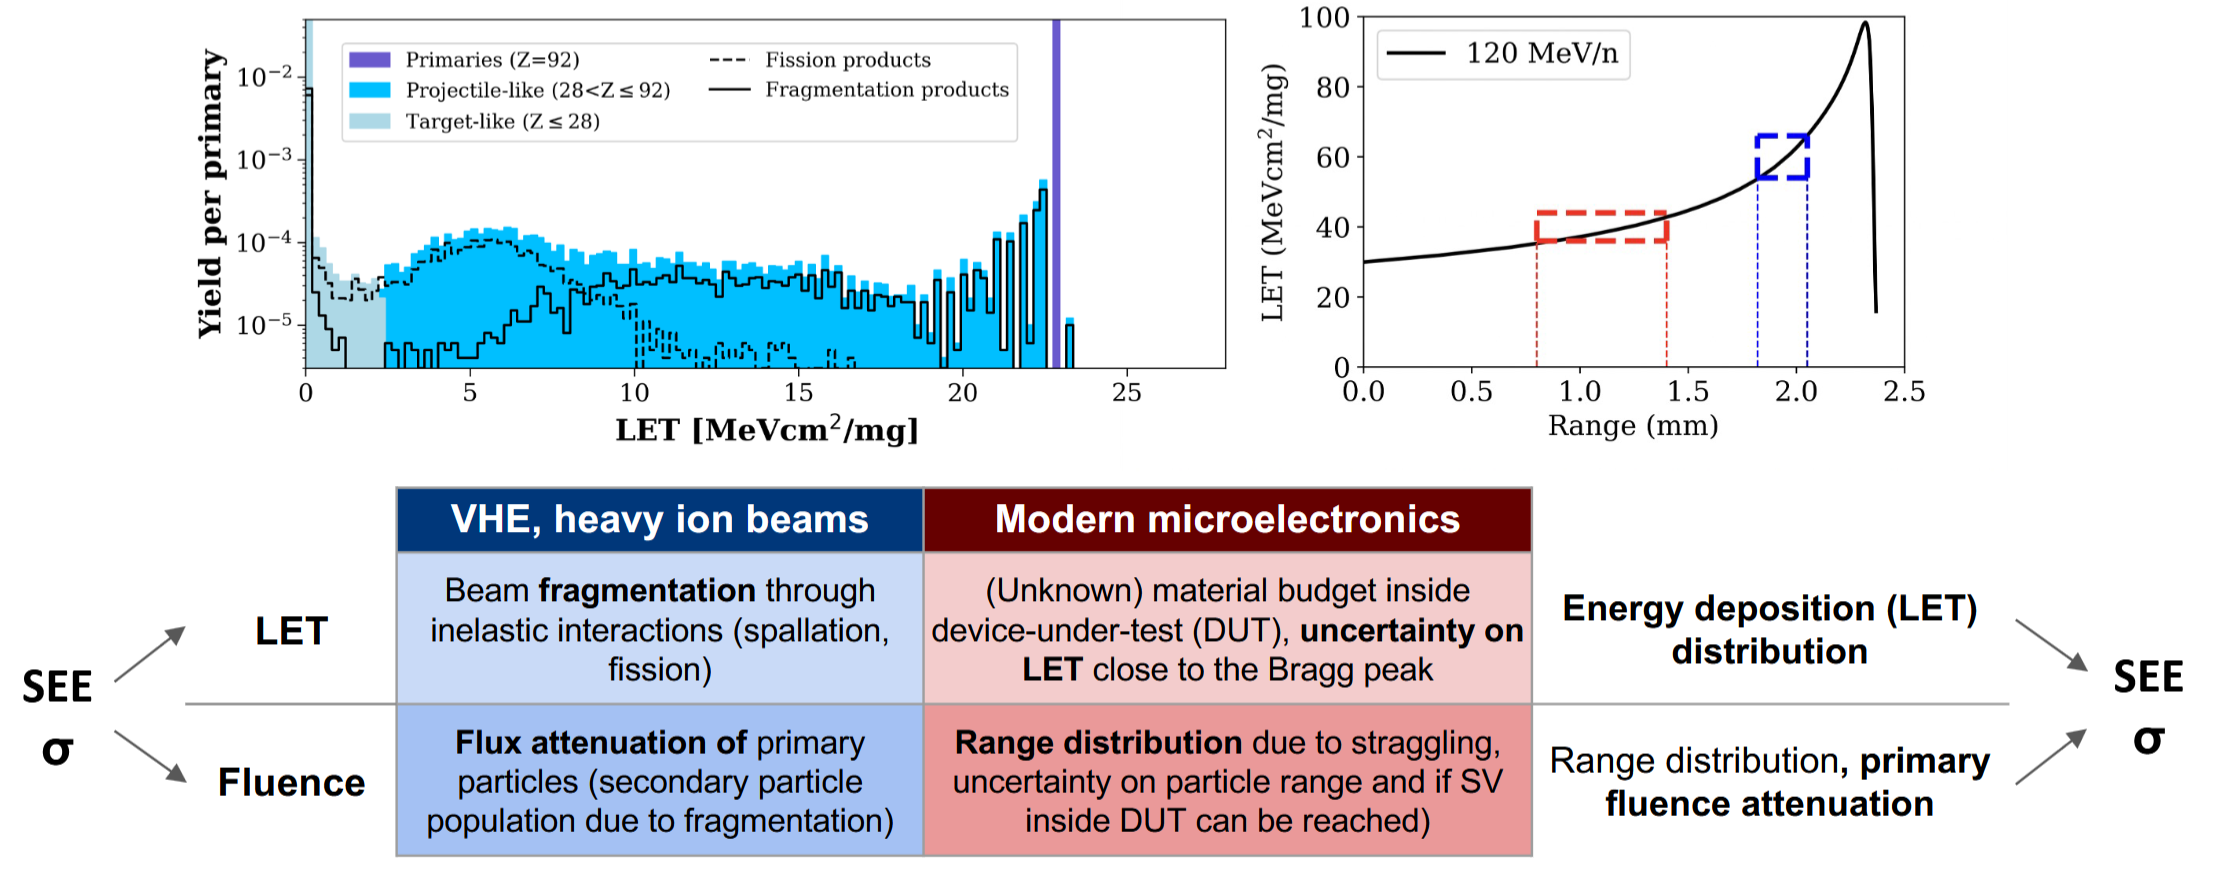 Yield per primary
10⁻²
10⁻³
10⁻⁴
10⁻⁵
Primaries (Z=92)
Projectile-like (28<Z≤92)
Target-like (Z≤28)
Fission products
Fragmentation products
0 5 10 15 20 25
LET [MeVcm²/mg]
LET (MeVcm²/mg)
100
80
60
40
20
0
120 MeV/n
0.0 0.5 1.0 1.5 2.0 2.5
Range (mm)
VHE, heavy ion beams
Modern microelectronics
SEE
σ
LET
Beam fragmentation through
inelastic interactions (spallation,
fission)
(Unknown) material budget inside
device-under-test (DUT), uncertainty on
LET close to the Bragg peak
Energy deposition (LET)
distribution
Fluence
Flux attenuation of primary
particles (secondary particle
population due to fragmentation)
Range distribution due to straggling,
uncertainty on particle range and if SV
inside DUT can be reached)
Range distribution, primary
fluence attenuation
SEE
σ